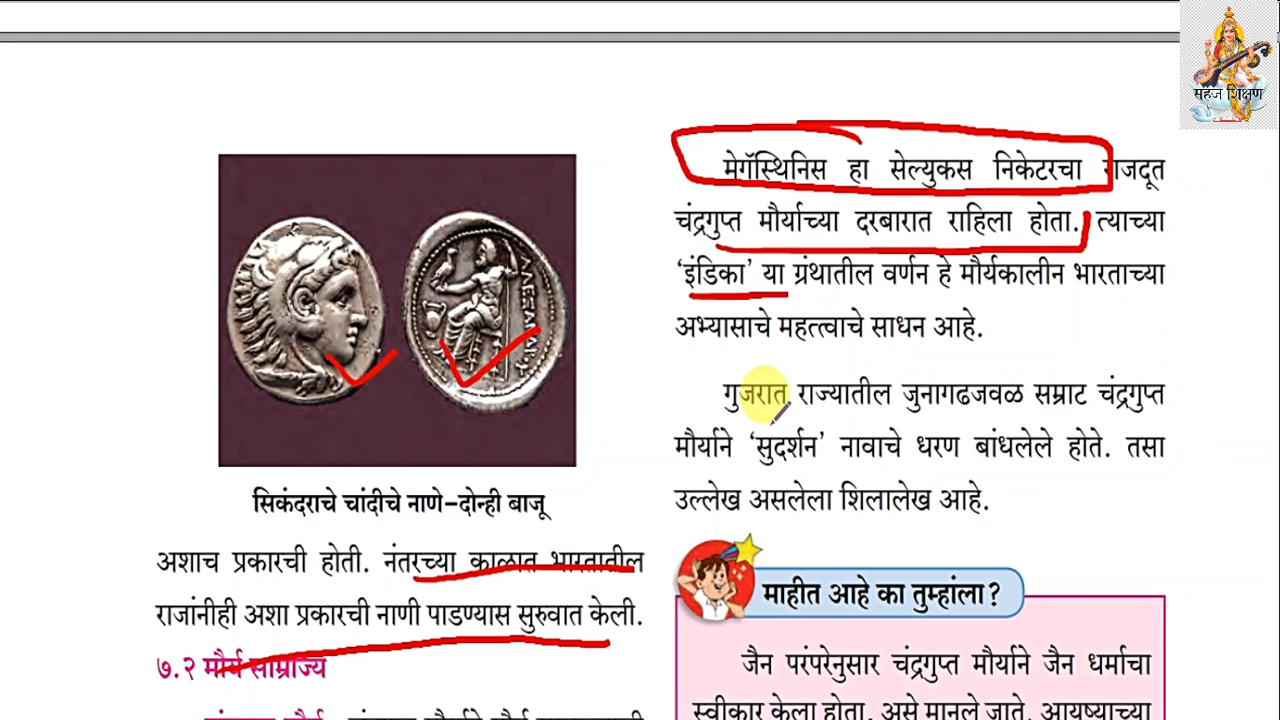 सहज शिक्षण
सिकंदराचे चांदीचे नाणे–दोन्ही बाजू
अशाच प्रकारची होती. नंतरच्या काळात भारतातील
राजांनीही अशा प्रकारची नाणी पाडण्यास सुरुवात केली.
७.२ मौर्य साम्राज्य
मेगॅस्थिनिस हा सेल्युकस निकेटरचा राजदूत
चंद्रगुप्त मौर्याच्या दरबारात राहिला होता. त्याच्या
‘इंडिका’ या ग्रंथातील वर्णन हे मौर्यकालीन भारताच्या
अभ्यासाचे महत्त्वाचे साधन आहे.
गुजरात राज्यातील जुनागढजवळ सम्राट चंद्रगुप्त
मौर्याने ‘सुदर्शन’ नावाचे धरण बांधलेले होते. तसा
उल्लेख असलेला शिलालेख आहे.
माहीत आहे का तुम्हांला?
जैन परंपरेनुसार चंद्रगुप्त मौर्याने जैन धर्माचा
स्वीकार केला होता, असे मानले जाते. आयुष्याच्या